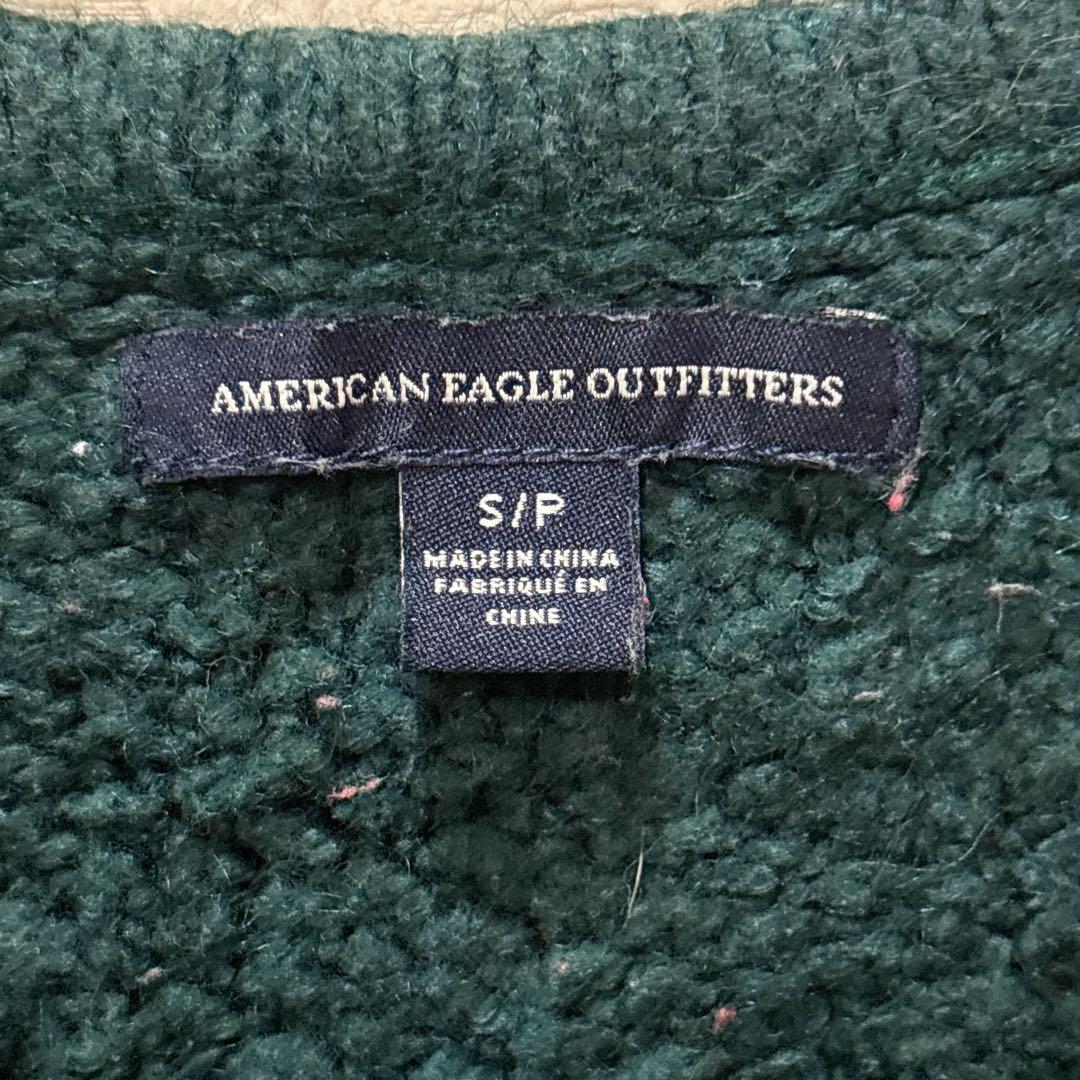 AMERICAN EAGLE OUTFITTERS
S/P
MADE IN CHINA
FABRIQUÉ EN
CHINE